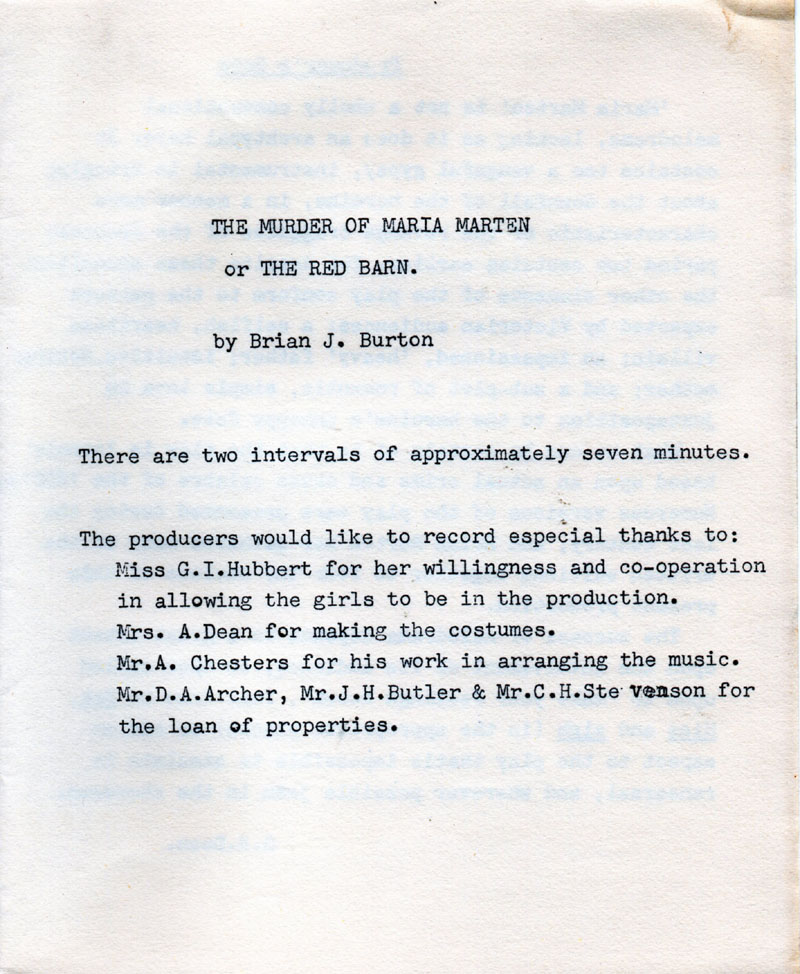 THE MURDER OF MARIA MARTEN
or THE RED BARN.
by Brian J. Burton
There are two intervals of approximately seven minutes.
The producers would like to record especial thanks to:
Miss G.I.Hubbert for her willingness and co-operation
in allowing the girls to be in the production.
Mrs. A.Dean for making the costumes.
Mr.A. Chesters for his work in arranging the music.
Mr.D.A.Archer, Mr.J.H.Butler & Mr.C.H.Stevenson for
the loan of properties.